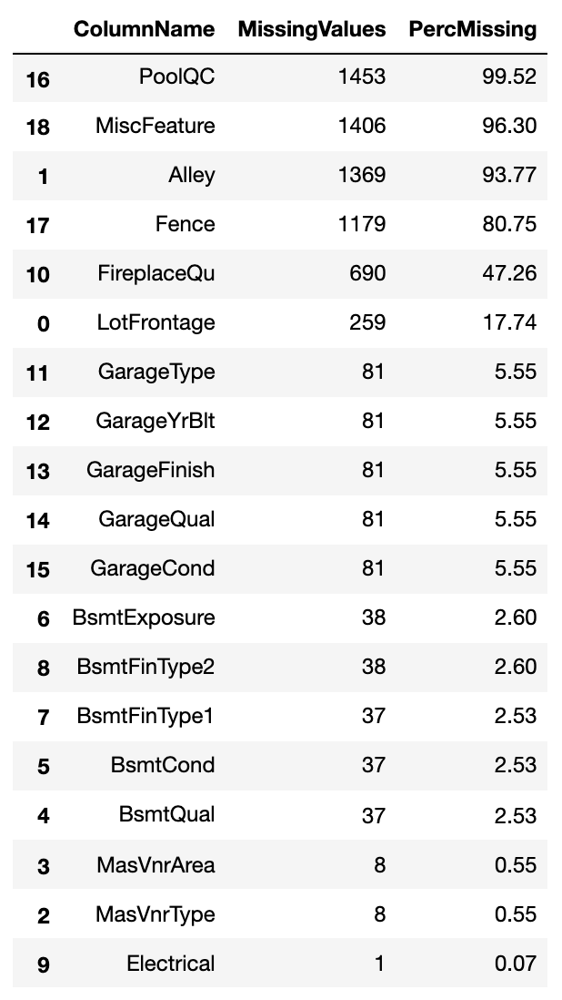 ColumnName MissingValues PercMissing
16 PoolQC 1453 99.52
18 MiscFeature 1406 96.30
1 Alley 1369 93.77
17 Fence 1179 80.75
10 FireplaceQu 690 47.26
0 LotFrontage 259 17.74
11 GarageType 81 5.55
12 GarageYrBlt 81 5.55
13 GarageFinish 81 5.55
14 GarageQual 81 5.55
15 GarageCond 81 5.55
6 BsmtExposure 38 2.60
8 BsmtFinType2 38 2.60
7 BsmtFinType1 37 2.53
5 BsmtCond 37 2.53
4 BsmtQual 37 2.53
3 MasVnrArea 8 0.55
2 MasVnrType 8 0.55
9 Electrical 1 0.07